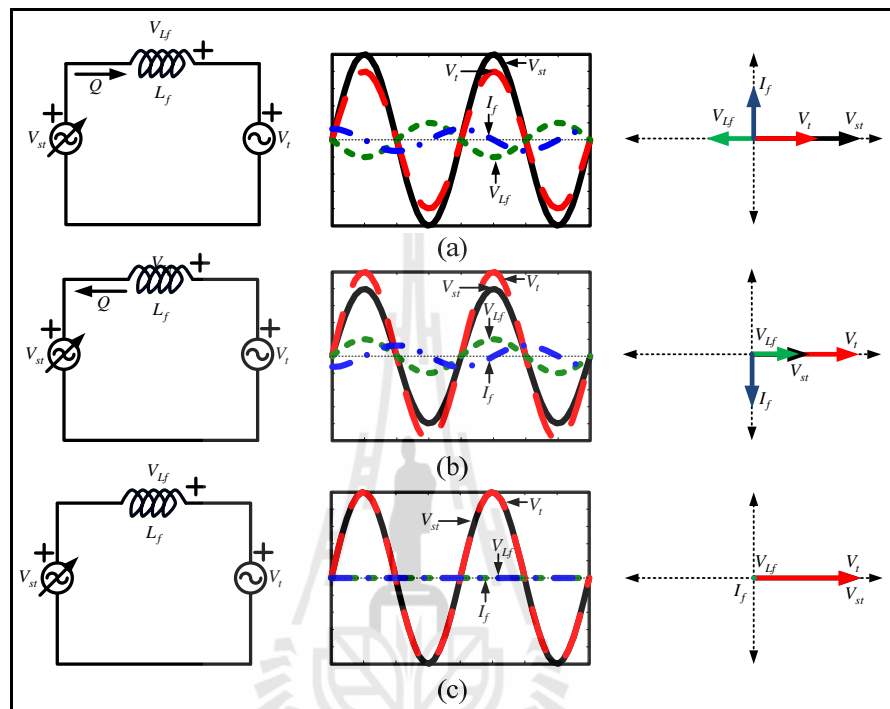 V_Lf +
+ Q L_f +
V_st V_t
V_t V_st
I_f
V_Lf
I_f
V_Lf V_t V_st
(a)
+
+ Q L_f +
V_st V_t
V_st V_t
V_Lf
I_f
V_Lf V_t
V_st
I_f
(b)
V_Lf +
+ L_f +
V_st V_t
V_st V_t
V_Lf
I_f
V_Lf V_t
I_f V_st
(c)